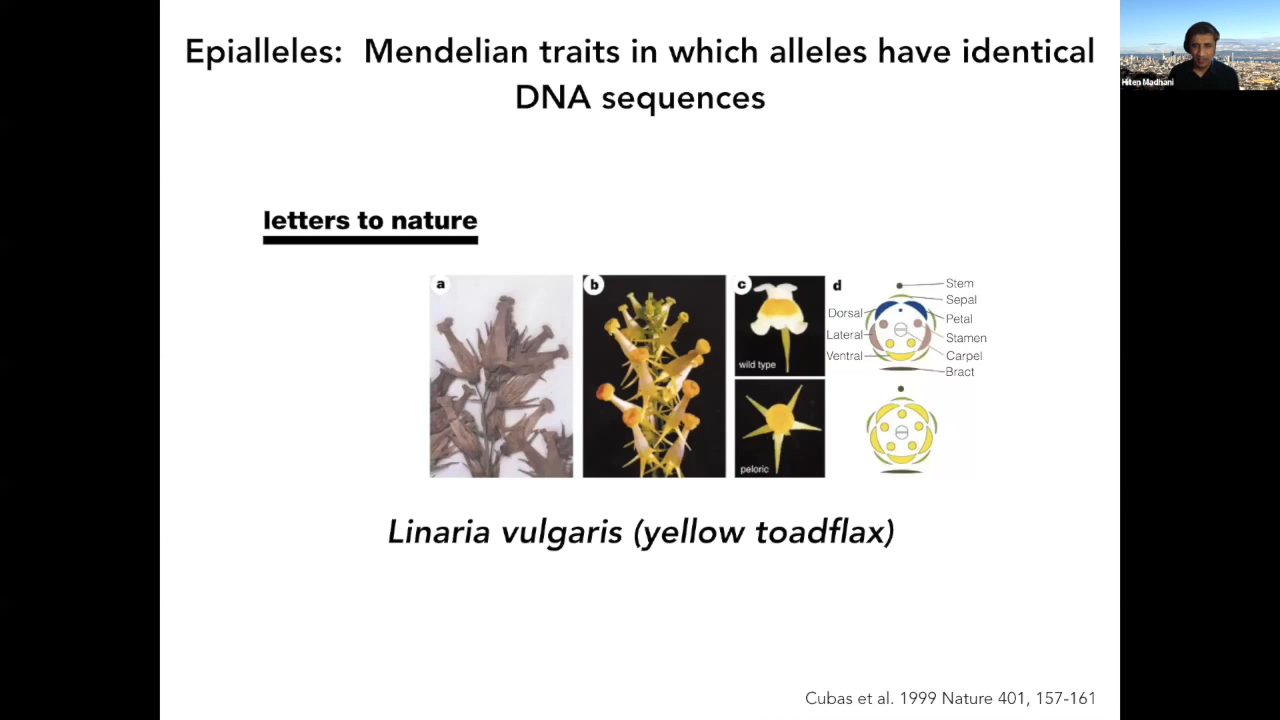 Epialleles: Mendelian traits in which alleles have identical
DNA sequences
Hiten Madhani
letters to nature
a
b
c
d
wild type
peloric
Stem
Sepal
Dorsal
Petal
Lateral
Stamen
Ventral
Carpel
Bract
Linaria vulgaris (yellow toadflax)
Cubas et al. 1999 Nature 401, 157-161